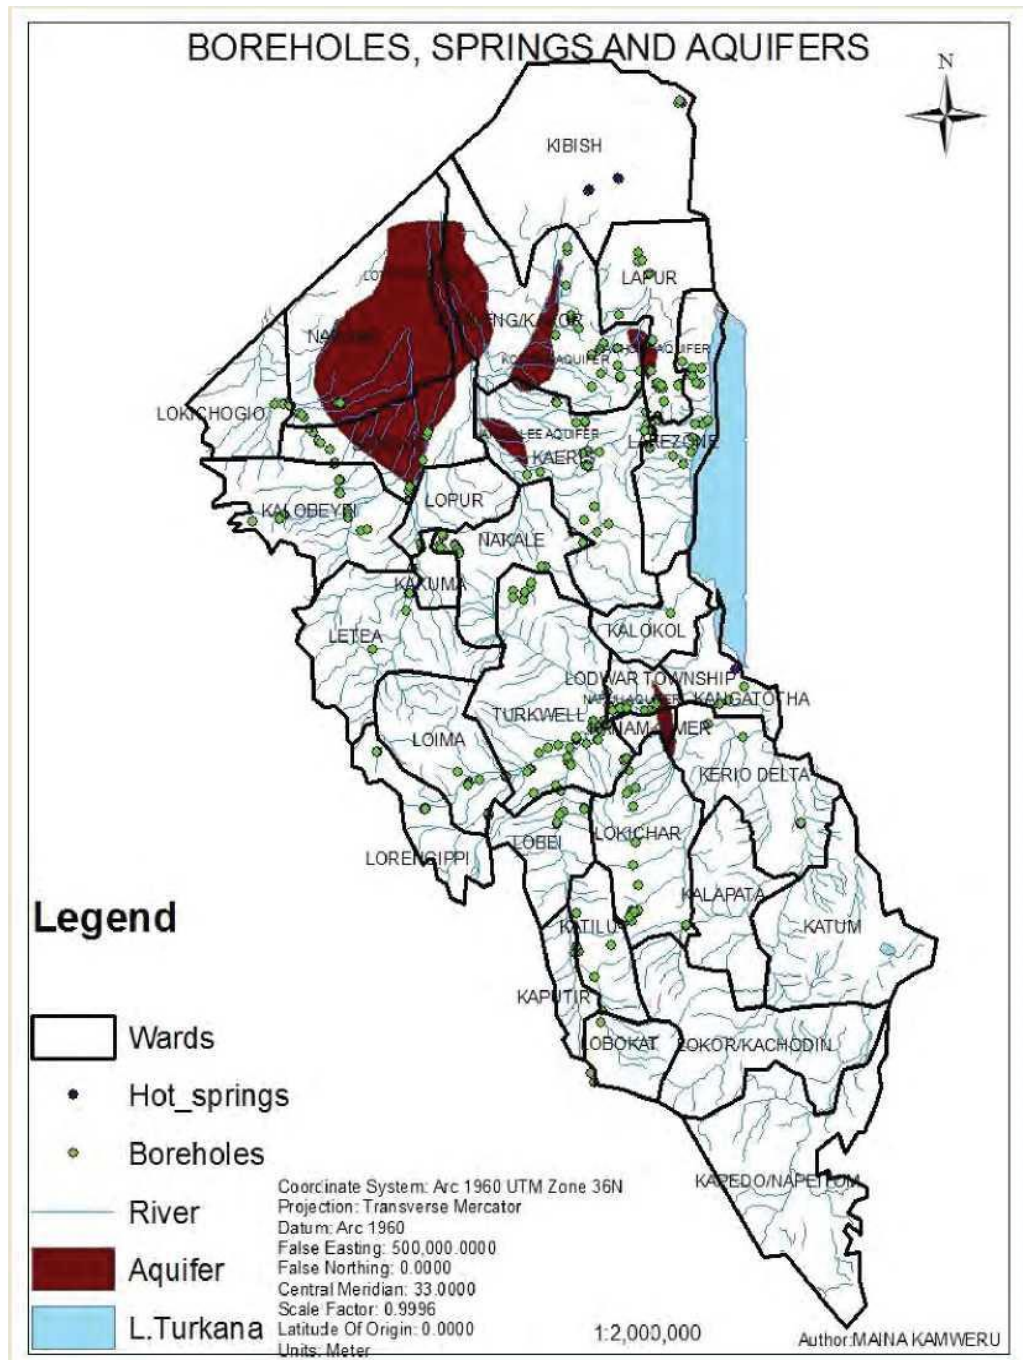 BOREHOLES, SPRINGS AND AQUIFERS
N
KIBISH
LAPUR
LOKICHOGIO
KAERIS
LAKEZONE
LOPUR
KALOBEYEI
NAKALE
KAKUMA
KALOKOL
LETEA
LODWAR TOWNSHIP
KANGATOTHA
TURKWELL
LOIMA
KERIO DELTA
LOKICHAR
LOBEI
LORENGIPPI
KALAPATA
KATILU
KATUM
KAPUTIR
LOBOKAT
LOKOR/KACHODIN
KAPEDO/NAPEITOM
Legend
Wards
Hot_springs
Boreholes
River
Aquifer
L.Turkana
Coordinate System: Arc 1960 UTM Zone 36N
Projection: Transverse Mercator
Datum: Arc 1960
False Easting: 500,000.0000
False Northing: 0.0000
Central Meridian: 33.0000
Scale Factor: 0.9996
Latitude Of Origin: 0.0000
Units: Meter
1:2,000,000
Author:MAINA KAMWERU